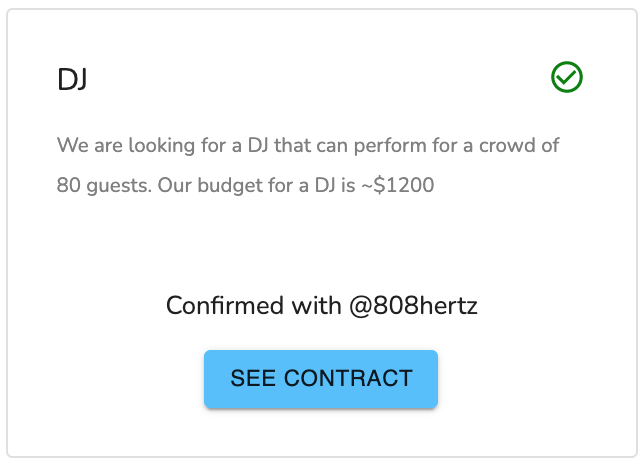 DJ
We are looking for a DJ that can perform for a crowd of
80 guests. Our budget for a DJ is ~$1200
Confirmed with @808hertz
SEE CONTRACT